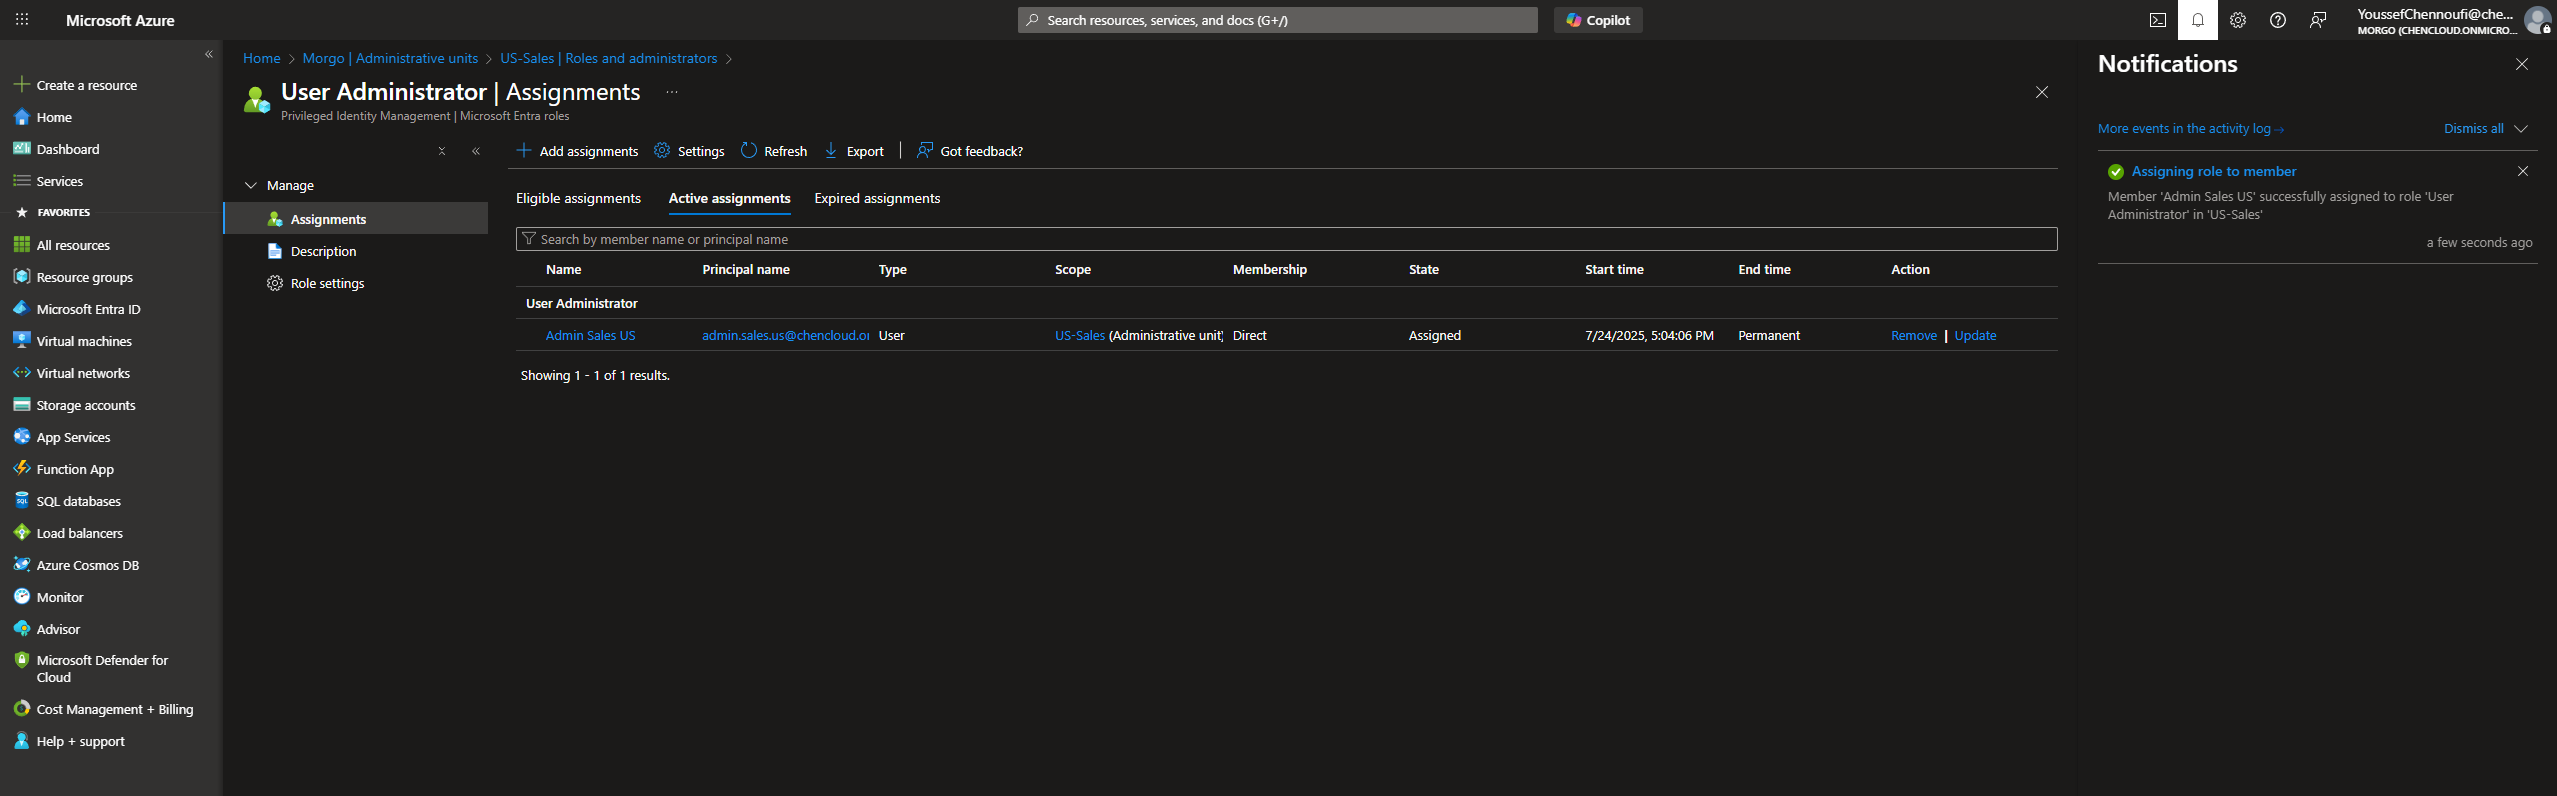 Microsoft Azure
Search resources, services, and docs (G+/)
Copilot
YoussefChennoufi@che...
MORGO (CHENCLOUD.ONMICRO...
Create a resource
Home
Dashboard
Services
FAVORITES
All resources
Resource groups
Microsoft Entra ID
Virtual machines
Virtual networks
Storage accounts
App Services
Function App
SQL databases
Load balancers
Azure Cosmos DB
Monitor
Advisor
Microsoft Defender for
Cloud
Cost Management + Billing
Help + support
Home > Morgo | Administrative units > US-Sales | Roles and administrators >
User Administrator | Assignments ...
Privileged Identity Management | Microsoft Entra roles
Manage
Assignments
Description
Role settings
Add assignments Settings Refresh Export | Got feedback?
Eligible assignments Active assignments Expired assignments
Search by member name or principal name
Name Principal name Type Scope Membership State Start time End time Action
User Administrator
Admin Sales US admin.sales.us@chencloud.o User US-Sales (Administrative unit) Direct Assigned 7/24/2025, 5:04:06 PM Permanent Remove | Update
Showing 1 - 1 of 1 results.
Notifications
More events in the activity log → Dismiss all
Assigning role to member
Member 'Admin Sales US' successfully assigned to role 'User
Administrator' in 'US-Sales'
a few seconds ago